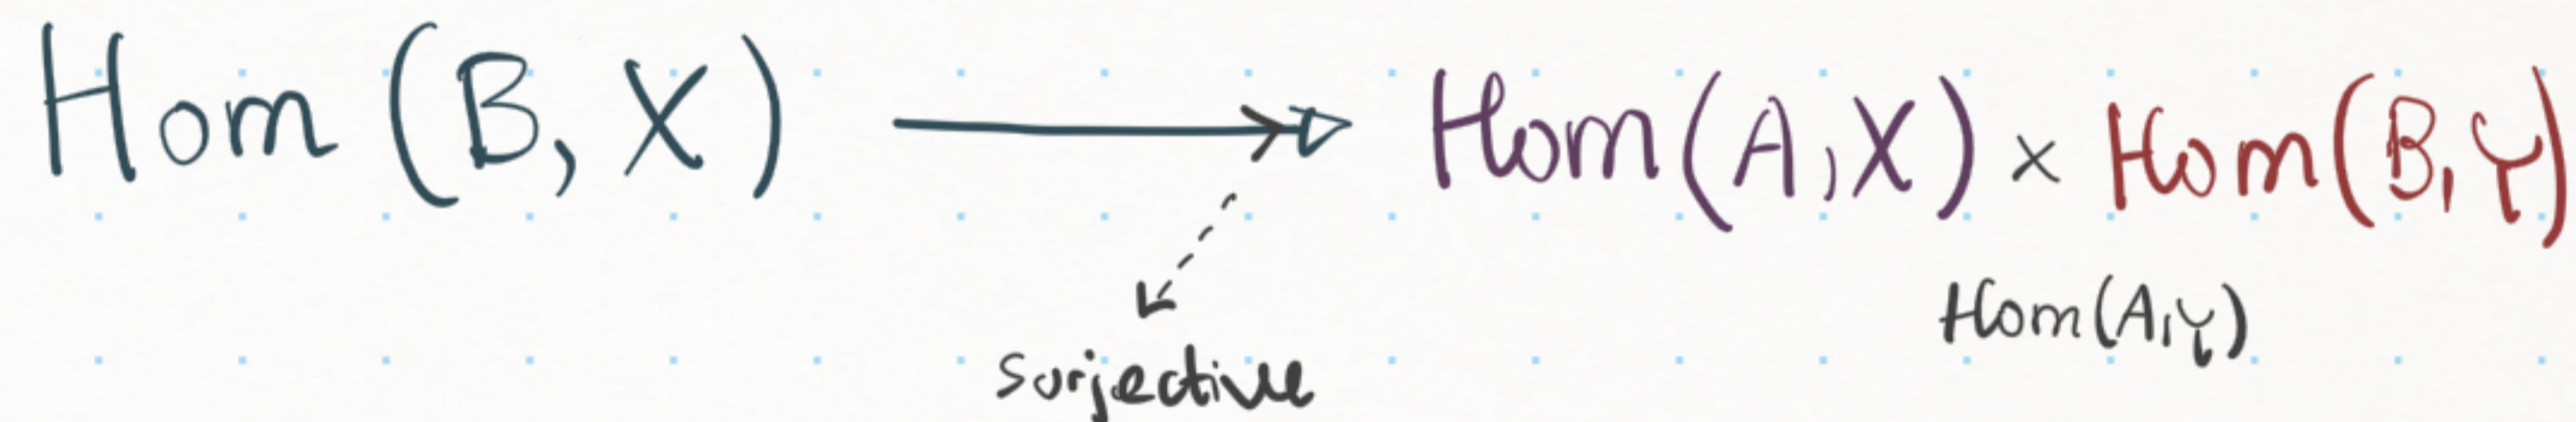 Hom (B, X) ↠ Hom(A, X) × Hom(B, Y)
Hom(A, Y)
surjective